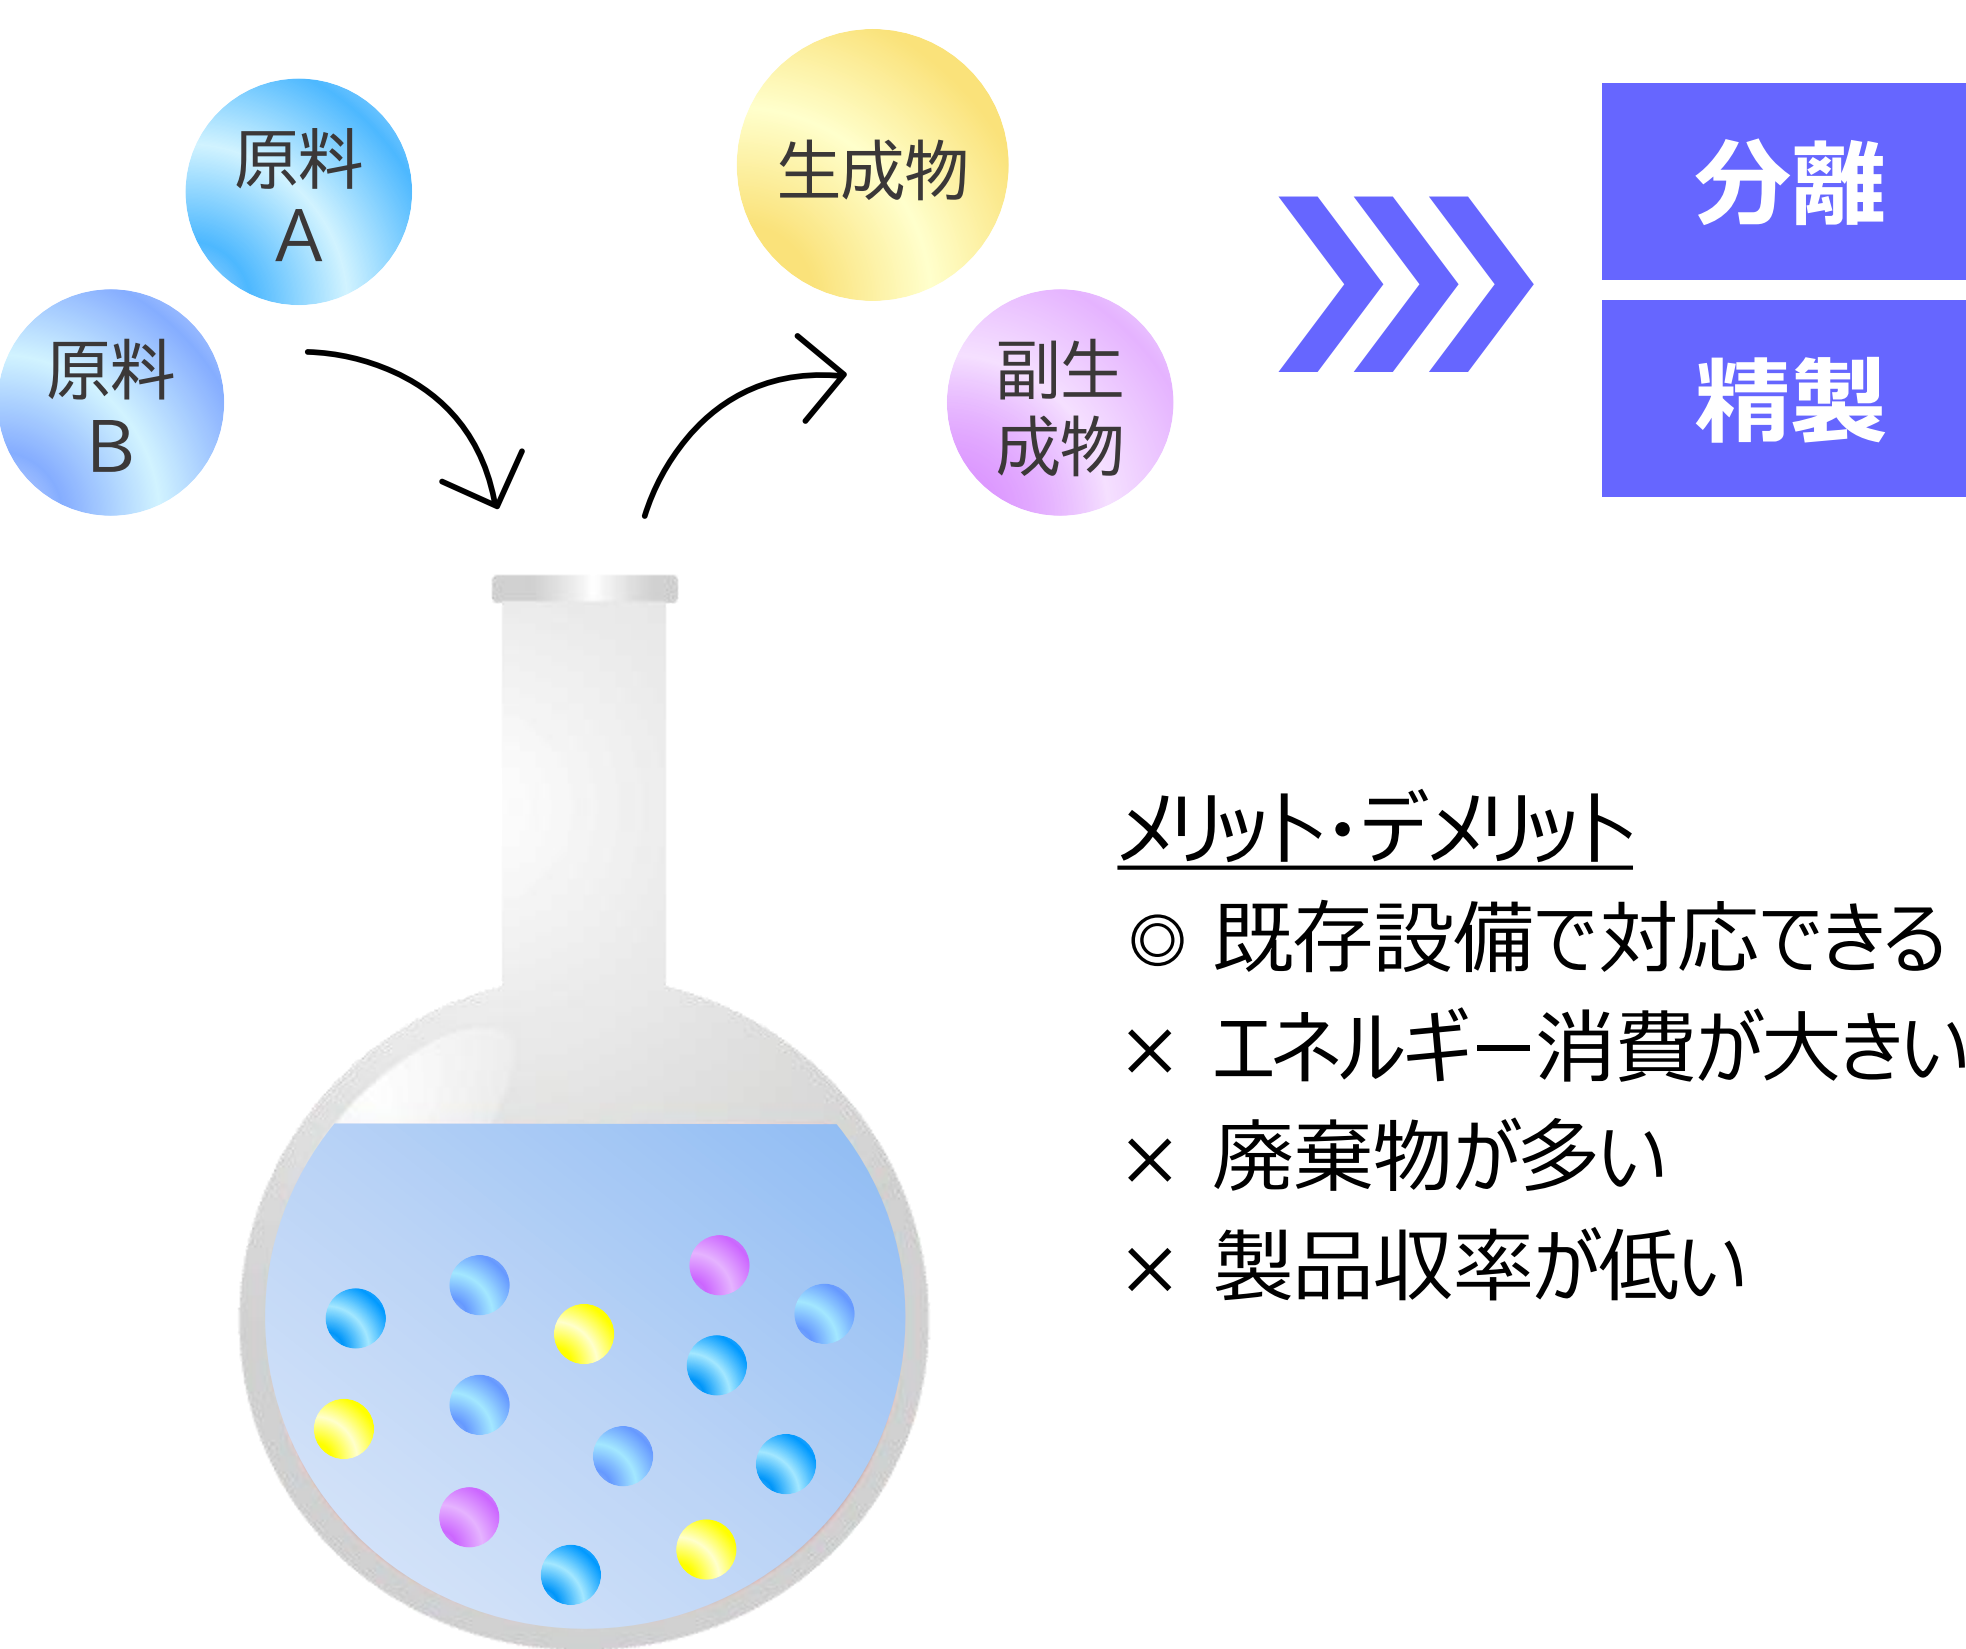 原料
A
原料
B
生成物
副生
成物
分離
精製
メリット・デメリット
◎ 既存設備で対応できる
× エネルギー消費が大きい
× 廃棄物が多い
× 製品収率が低い